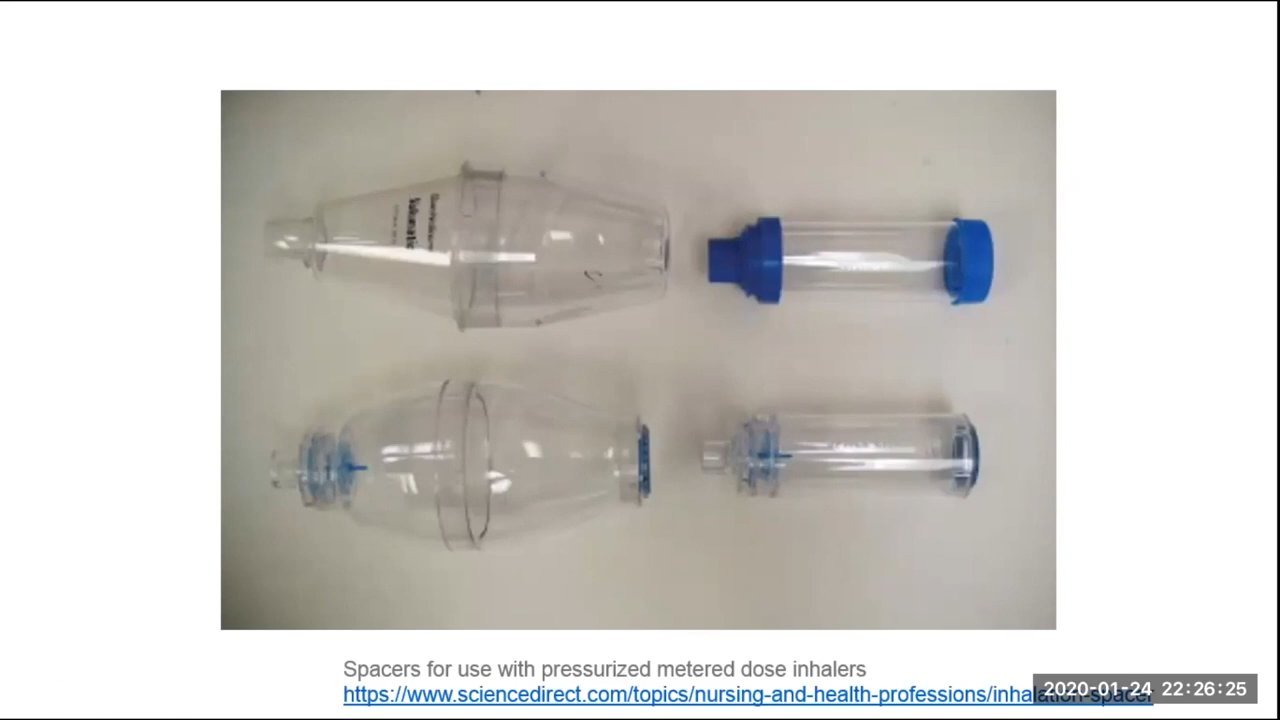 Volumatic
Spacers for use with pressurized metered dose inhalers
https://www.sciencedirect.com/topics/nursing-and-health-professions/inhalation-spacer
2020-01-24 22:26:25